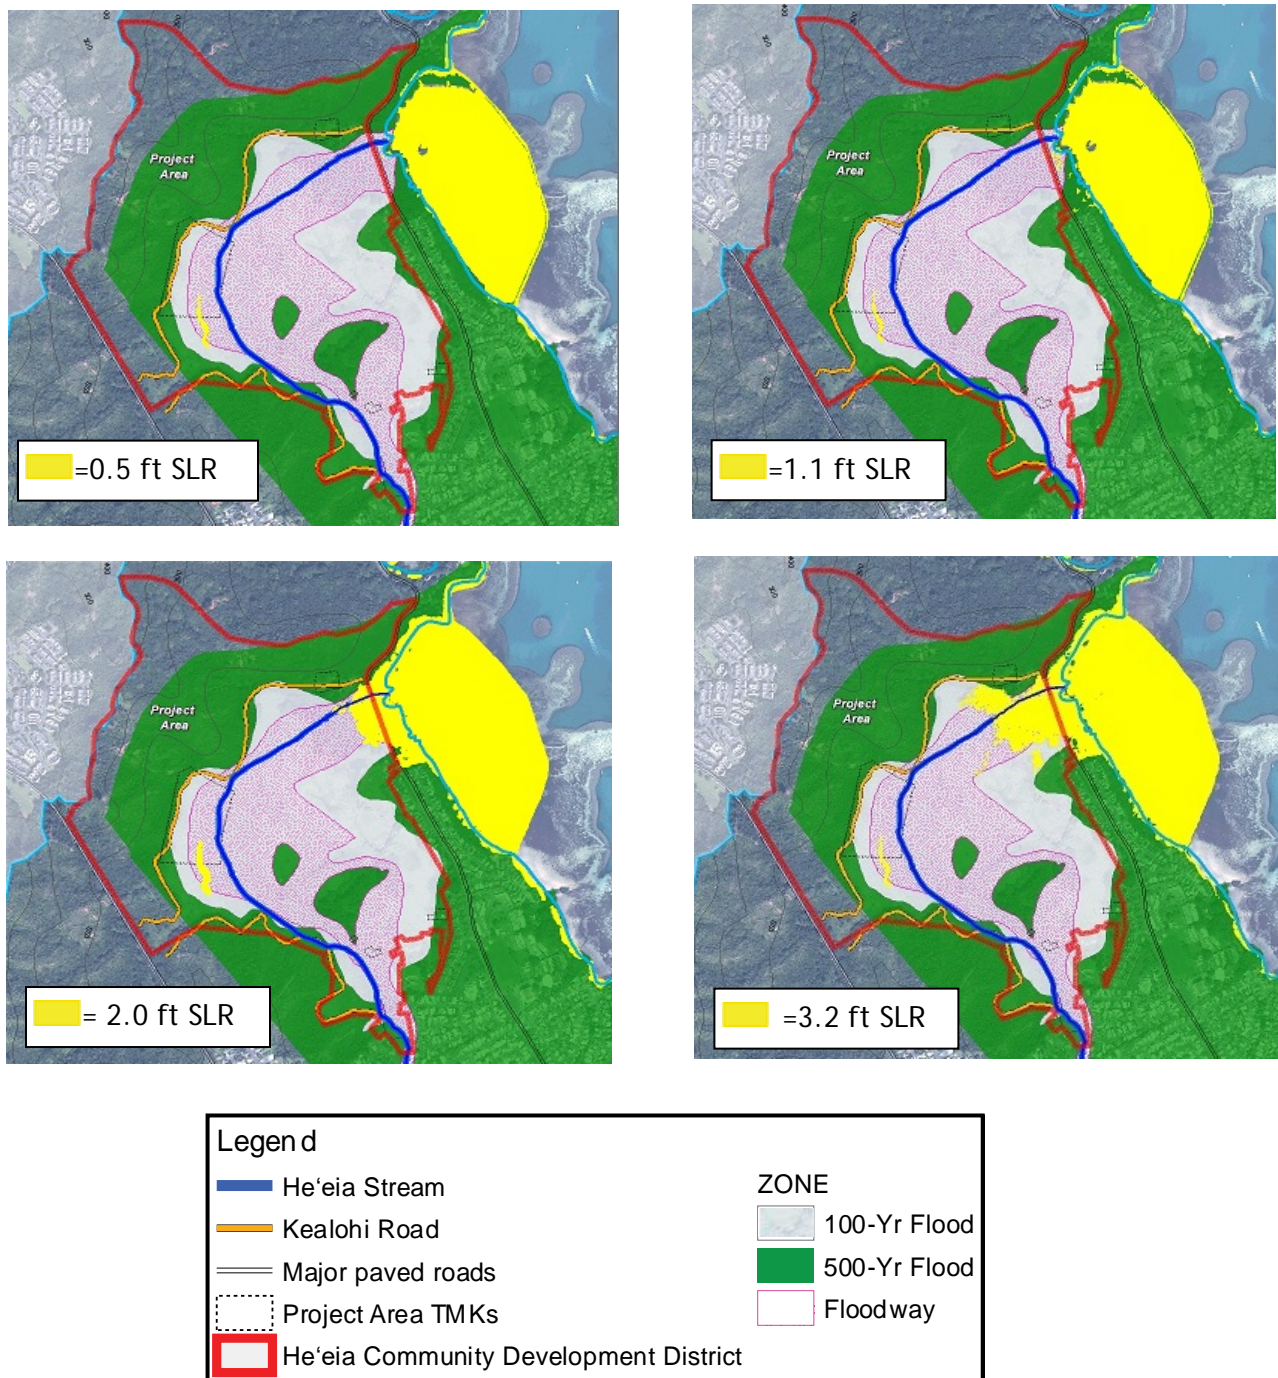 Project
Area
=0.5 ft SLR
Project
Area
=1.1 ft SLR
Project
Area
= 2.0 ft SLR
Project
Area
=3.2 ft SLR
Legend
He‘eia Stream
Kealohi Road
Major paved roads
Project Area TMKs
He‘eia Community Development District
ZONE
100-Yr Flood
500-Yr Flood
Floodway